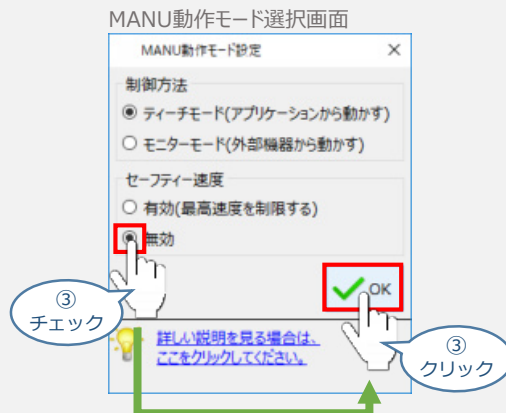 MANU動作モード選択画面
MANU動作モード設定
制御方法
ティーチモード(アプリケーションから動かす)
モニターモード(外部機器から動かす)
セーフティー速度
有効(最高速度を制限する)
無効
OK
③
チェック
詳しい説明を見る場合は、
ここをクリックしてください。
③
クリック